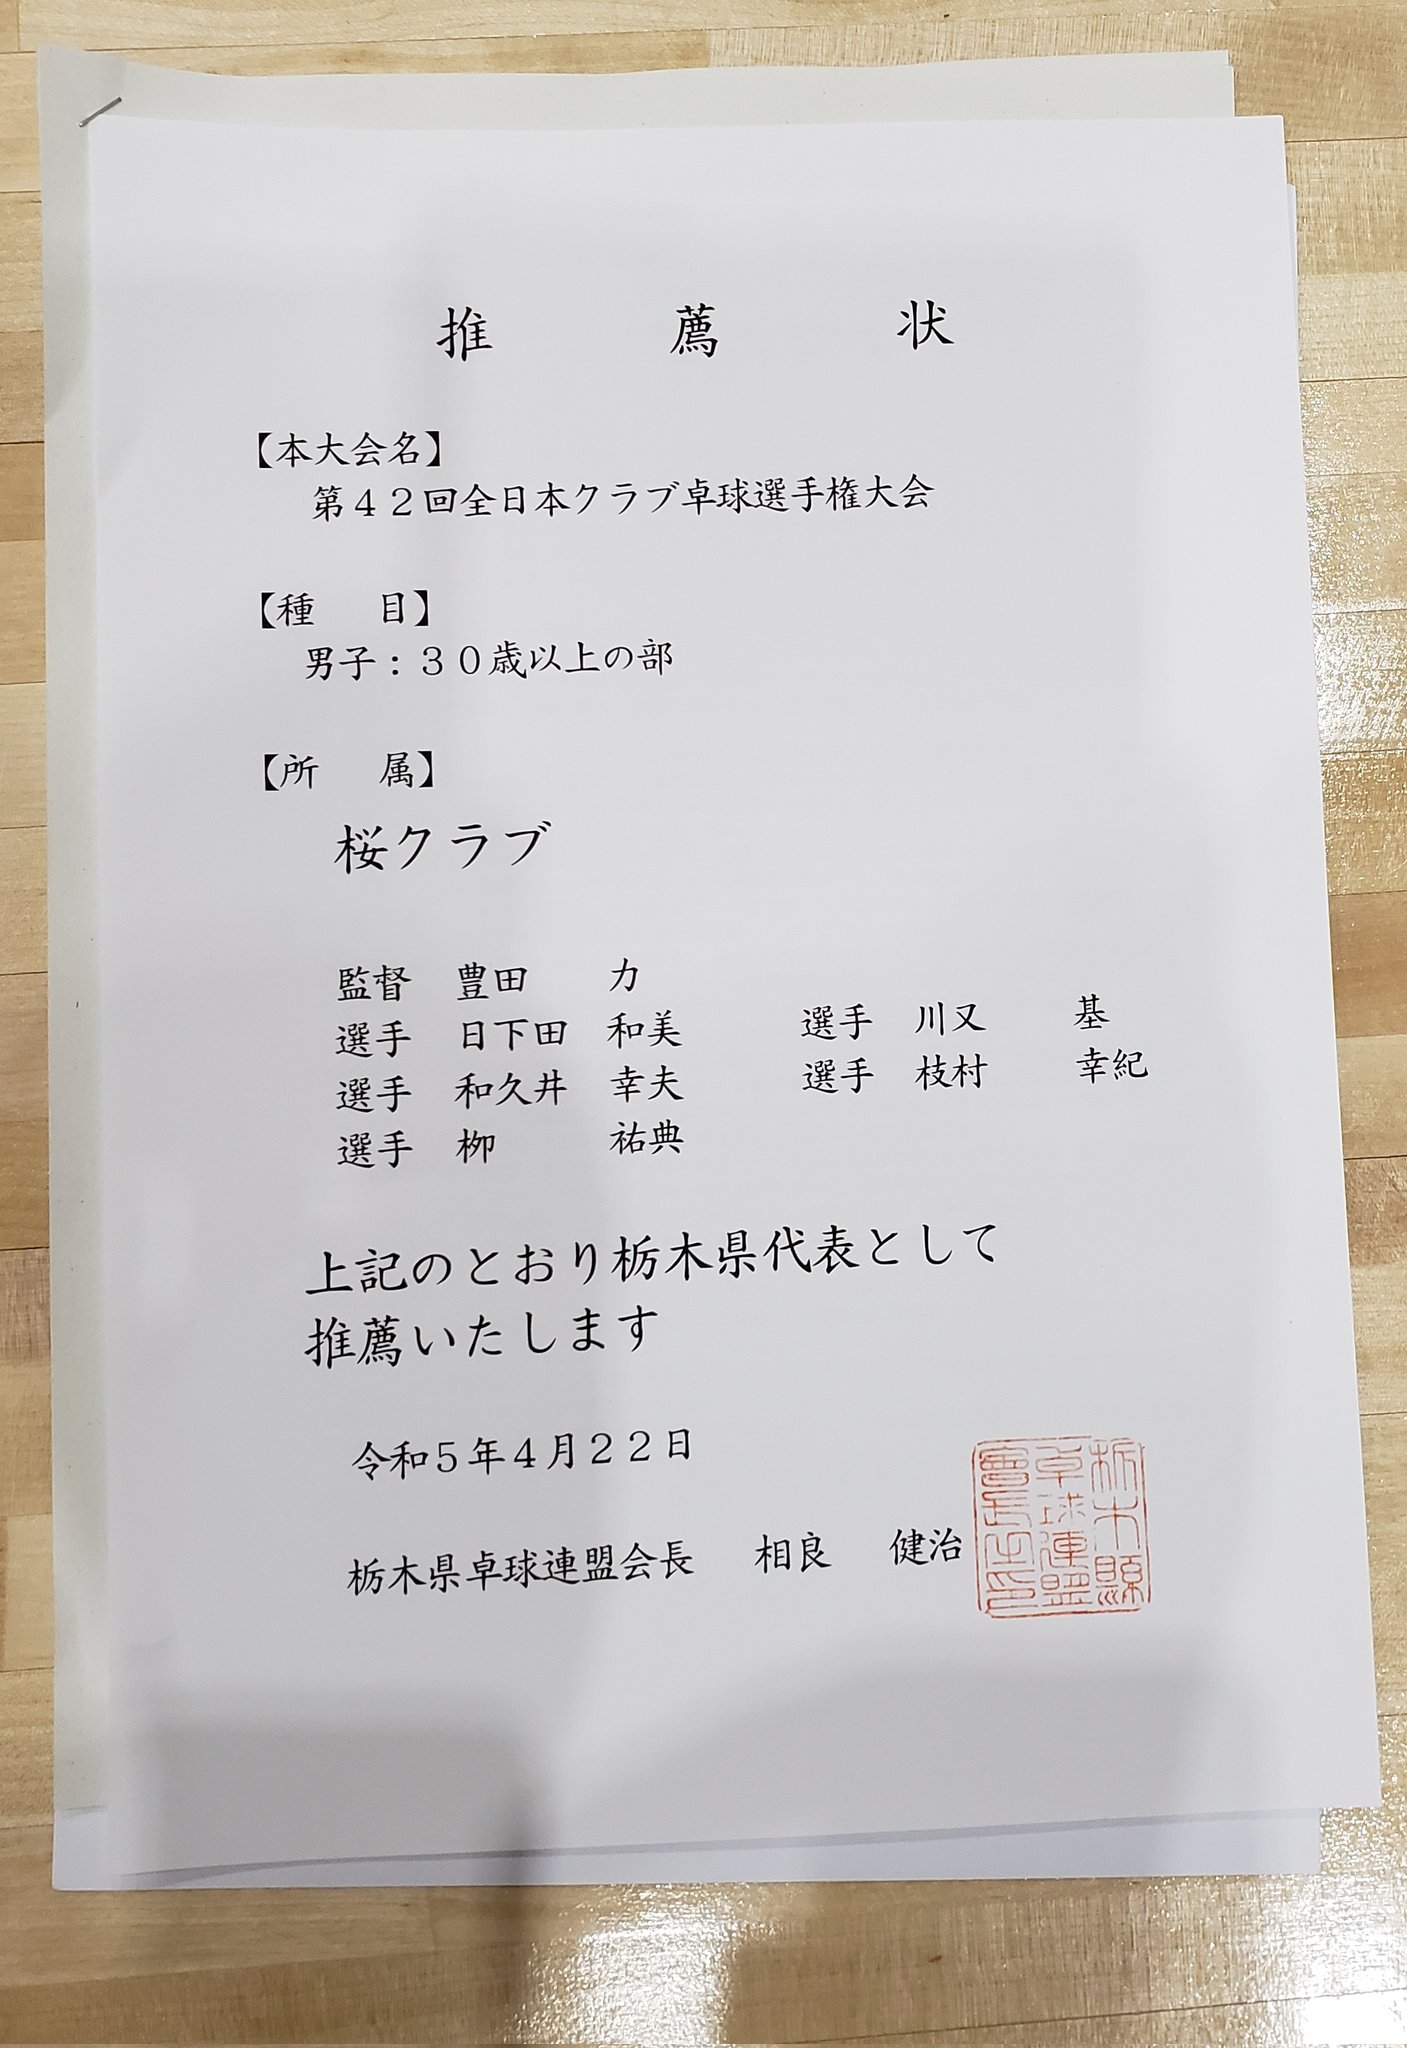 推薦状
【本大会名】
第４２回全日本クラブ卓球選手権大会
【種　目】
男子：３０歳以上の部
【所　属】
桜クラブ
監督　豊田　力
選手　日下田　和美　　選手　川又　基
選手　和久井　幸夫　　選手　枝村　幸紀
選手　栁　祐典
上記のとおり栃木県代表として
推薦いたします
令和５年４月２２日
栃木県卓球連盟会長　相良　健治
栃木縣
卓球連盟
會長之印